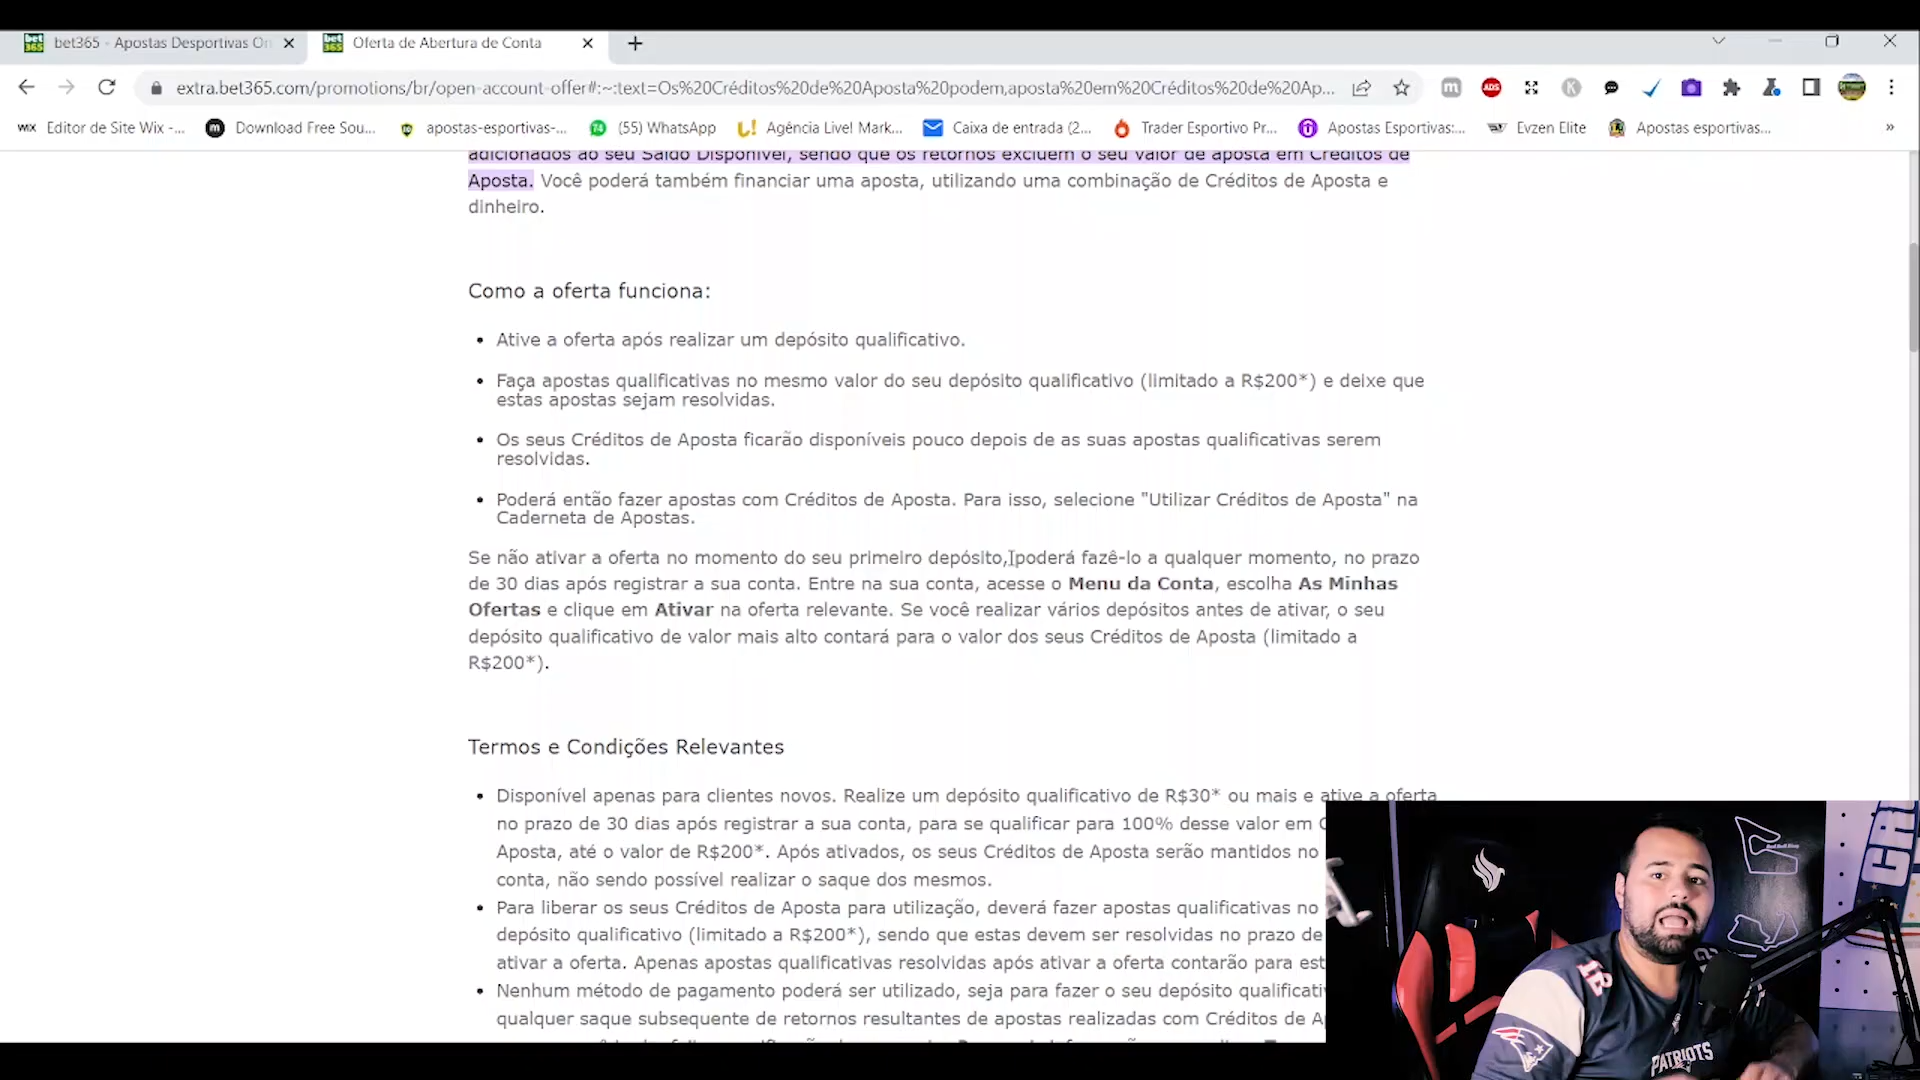 bet365 - Apostas Desportivas On
Oferta de Abertura de Conta
extra.bet365.com/promotions/br/open-account-offer#:~:text=Os%20Créditos%20de%20Aposta%20podem,aposta%20em%20Créditos%20de%20Ap...
Editor de Site Wix -...
Download Free Sou...
apostas-esportivas-...
(55) WhatsApp
Agência Live! Mark...
Caixa de entrada (2...
Trader Esportivo Pr...
Apostas Esportivas:...
Evzen Elite
Apostas esportivas...
adicionados ao seu Saldo Disponível, sendo que os retornos excluem o seu valor de aposta em Créditos de
Aposta. Você poderá também financiar uma aposta, utilizando uma combinação de Créditos de Aposta e
dinheiro.
Como a oferta funciona:
• Ative a oferta após realizar um depósito qualificativo.
• Faça apostas qualificativas no mesmo valor do seu depósito qualificativo (limitado a R$200*) e deixe que
estas apostas sejam resolvidas.
• Os seus Créditos de Aposta ficarão disponíveis pouco depois de as suas apostas qualificativas serem
resolvidas.
• Poderá então fazer apostas com Créditos de Aposta. Para isso, selecione "Utilizar Créditos de Aposta" na
Caderneta de Apostas.
Se não ativar a oferta no momento do seu primeiro depósito, poderá fazê-lo a qualquer momento, no prazo
de 30 dias após registrar a sua conta. Entre na sua conta, acesse o Menu da Conta, escolha As Minhas
Ofertas e clique em Ativar na oferta relevante. Se você realizar vários depósitos antes de ativar, o seu
depósito qualificativo de valor mais alto contará para o valor dos seus Créditos de Aposta (limitado a
R$200*).
Termos e Condições Relevantes
• Disponível apenas para clientes novos. Realize um depósito qualificativo de R$30* ou mais e ative a oferta
no prazo de 30 dias após registrar a sua conta, para se qualificar para 100% desse valor em C
Aposta, até o valor de R$200*. Após ativados, os seus Créditos de Aposta serão mantidos no
conta, não sendo possível realizar o saque dos mesmos.
• Para liberar os seus Créditos de Aposta para utilização, deverá fazer apostas qualificativas no
depósito qualificativo (limitado a R$200*), sendo que estas devem ser resolvidas no prazo de
ativar a oferta. Apenas apostas qualificativas resolvidas após ativar a oferta contarão para est
• Nenhum método de pagamento poderá ser utilizado, seja para fazer o seu depósito qualificati
qualquer saque subsequente de retornos resultantes de apostas realizadas com Créditos de Ap
12
PATRIOTS